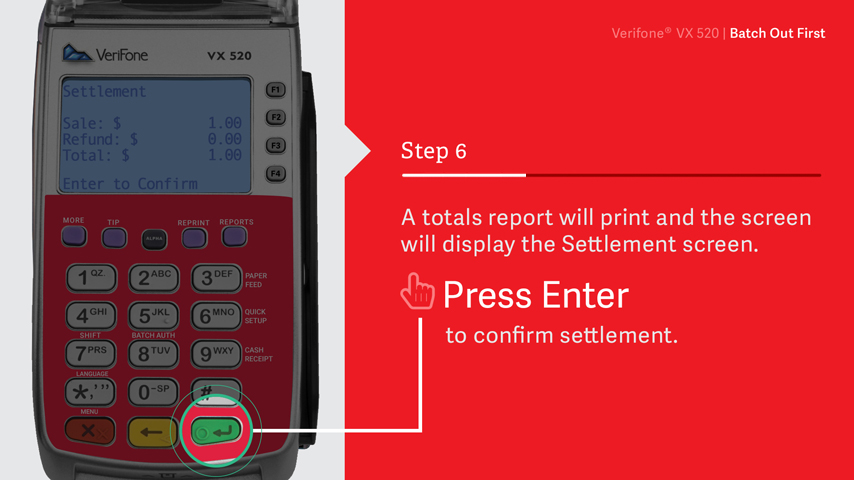 Verifone® VX 520 | Batch Out First
VeriFone VX 520
Settlement
Sale: $ 1.00
Refund: $ 0.00
Total: $ 1.00
Enter to Confirm
F1
F2
F3
F4
MORE TIP REPRINT REPORTS
ALPHA
1 QZ. 2 ABC 3 DEF PAPER FEED
4 GHI 5 JKL 6 MNO QUICK SETUP
SHIFT BATCH AUTH
7 PRS 8 TUV 9 WXY CASH RECEIPT
LANGUAGE
*,'" 0 -SP #
MENU
Step 6
A totals report will print and the screen
will display the Settlement screen.
Press Enter
to confirm settlement.